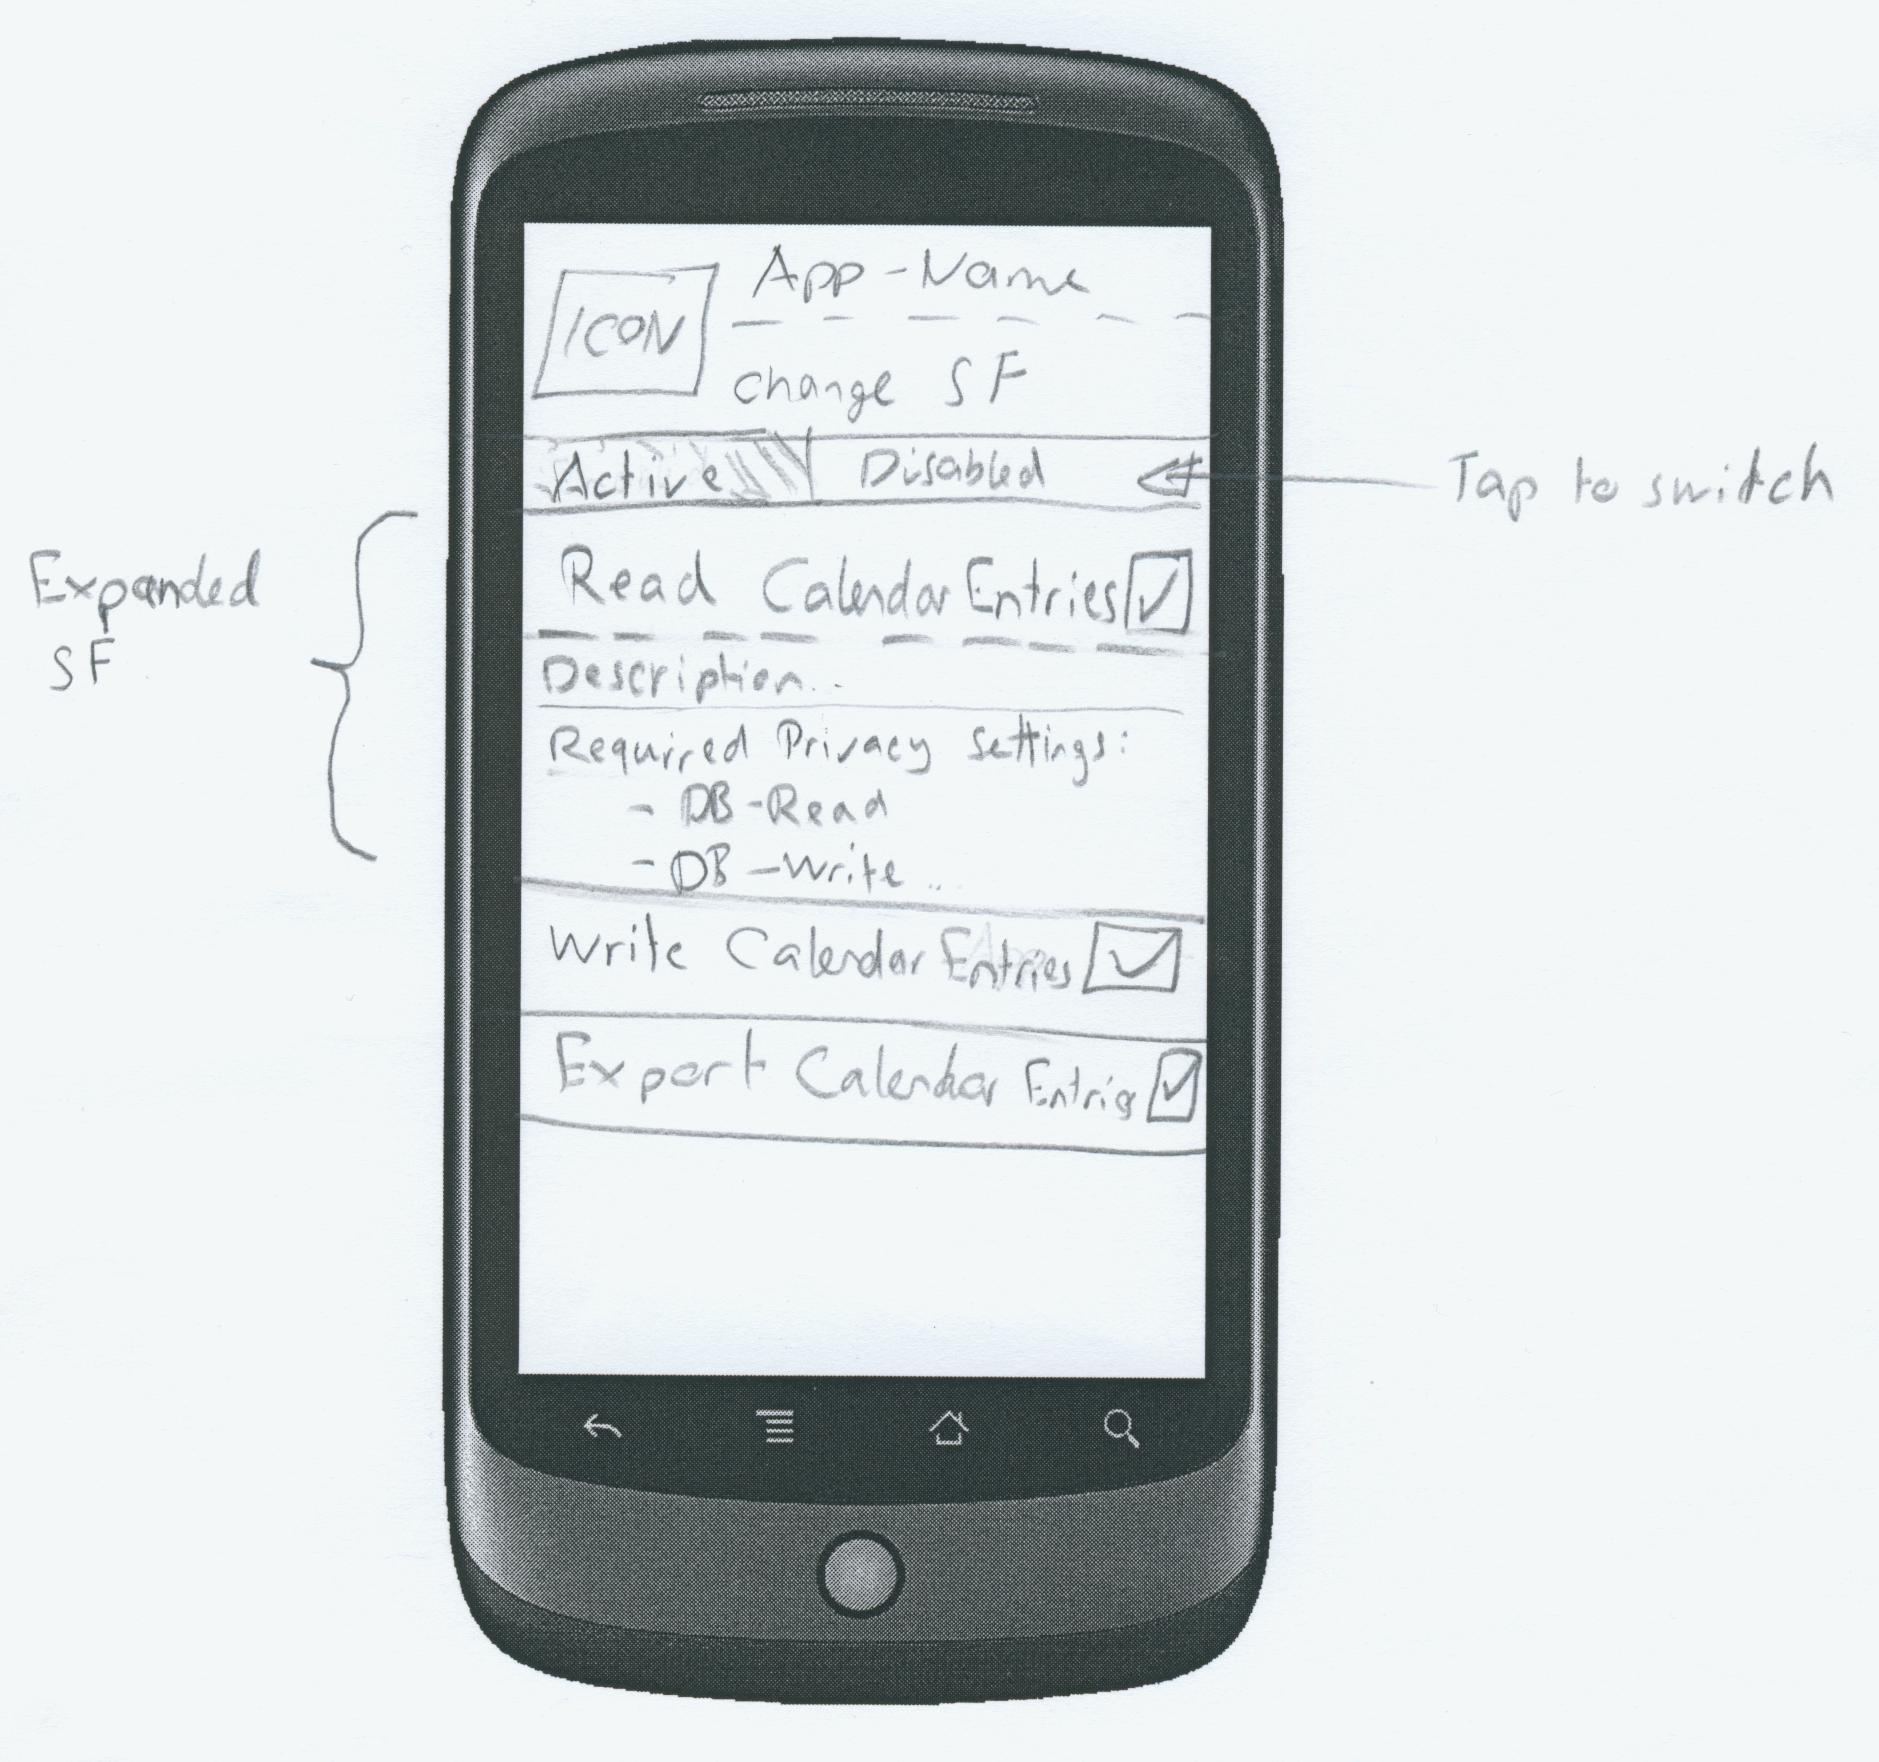 App-Name
ICON
change SF
Active Disabled
Tap to switch
Expanded
SF
Read Calendar Entries
Description...
Required Privacy settings:
- DB-Read
- DB-Write...
Write Calendar Entries
Export Calendar Entries